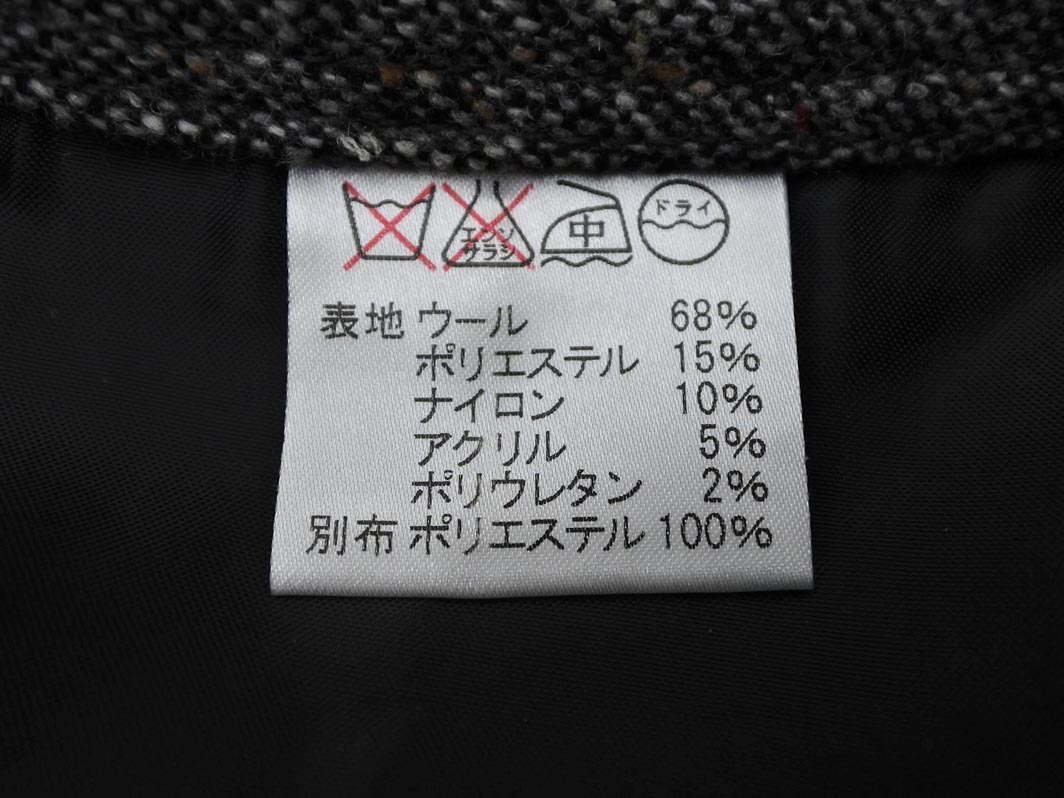 エンソ サラシ 中 ドライ
表地 ウール 68%
ポリエステル 15%
ナイロン 10%
アクリル 5%
ポリウレタン 2%
別布 ポリエステル 100%